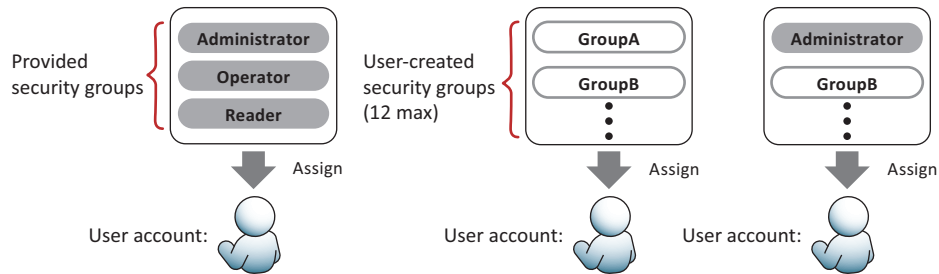 Provided
security groups
Administrator
Operator
Reader
Assign
User account:
User-created
security groups
(12 max)
GroupA
GroupB
Assign
User account:
Administrator
GroupB
Assign
User account: